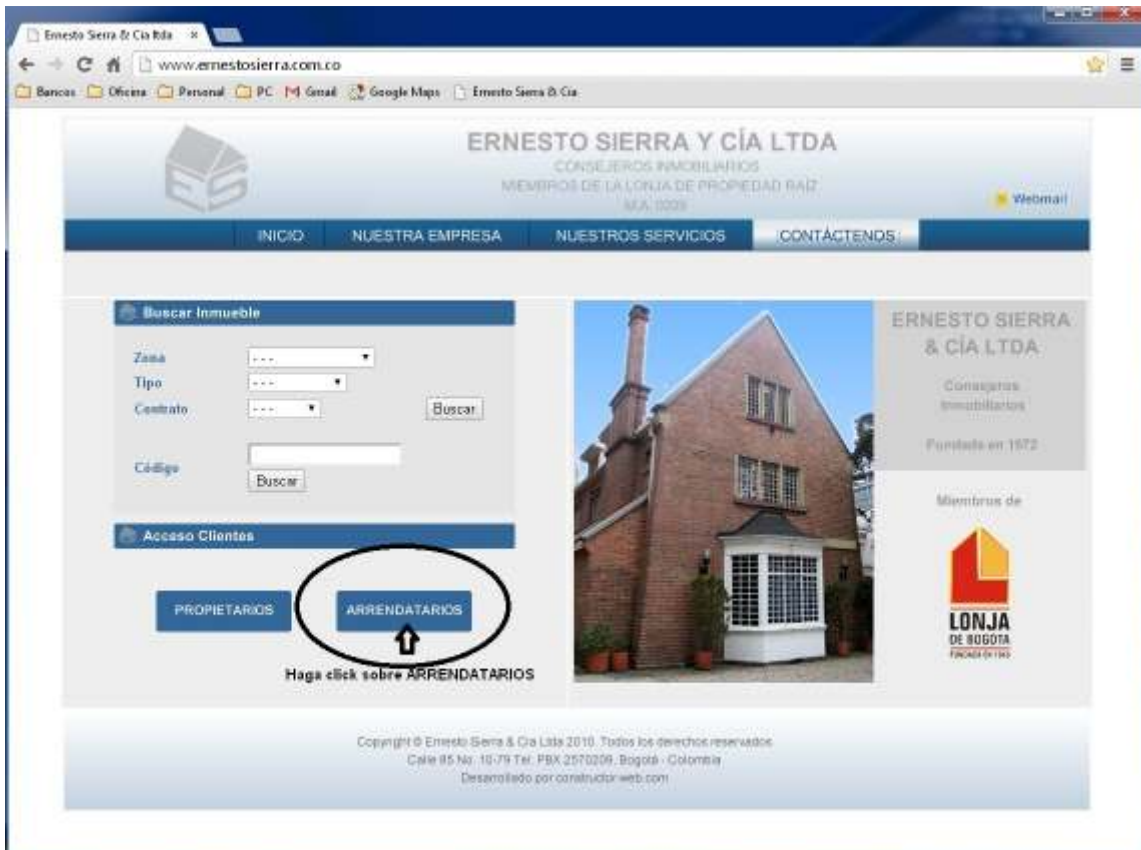 Ernesto Sierra & Cia ltda
www.ernestosierra.com.co
Bancos Oficina Personal PC Gmail Google Maps Ernesto Sierra & Cia
ES
ERNESTO SIERRA Y CÍA LTDA
CONSEJEROS INMOBILIARIOS
MIEMBROS DE LA LONJA DE PROPIEDAD RAÍZ
Webmail
INICIO NUESTRA EMPRESA NUESTROS SERVICIOS CONTÁCTENOS
Buscar Inmueble
Zona ---
Tipo ---
Contrato --- Buscar
Código
Buscar
Acceso Clientes
PROPIETARIOS ARRENDATARIOS
Haga click sobre ARRENDATARIOS
ERNESTO SIERRA
& CÍA LTDA
Consejeros
Inmobiliarios
Fundada en 1972
Miembros de
LONJA
DE BOGOTÁ
Copyright © Ernesto Sierra & Cia Ltda 2010. Todos los derechos reservados
Calle 85 No. 10-79 Tel. PBX 2570209. Bogotá - Colombia
Desarrollado por constructor-web.com